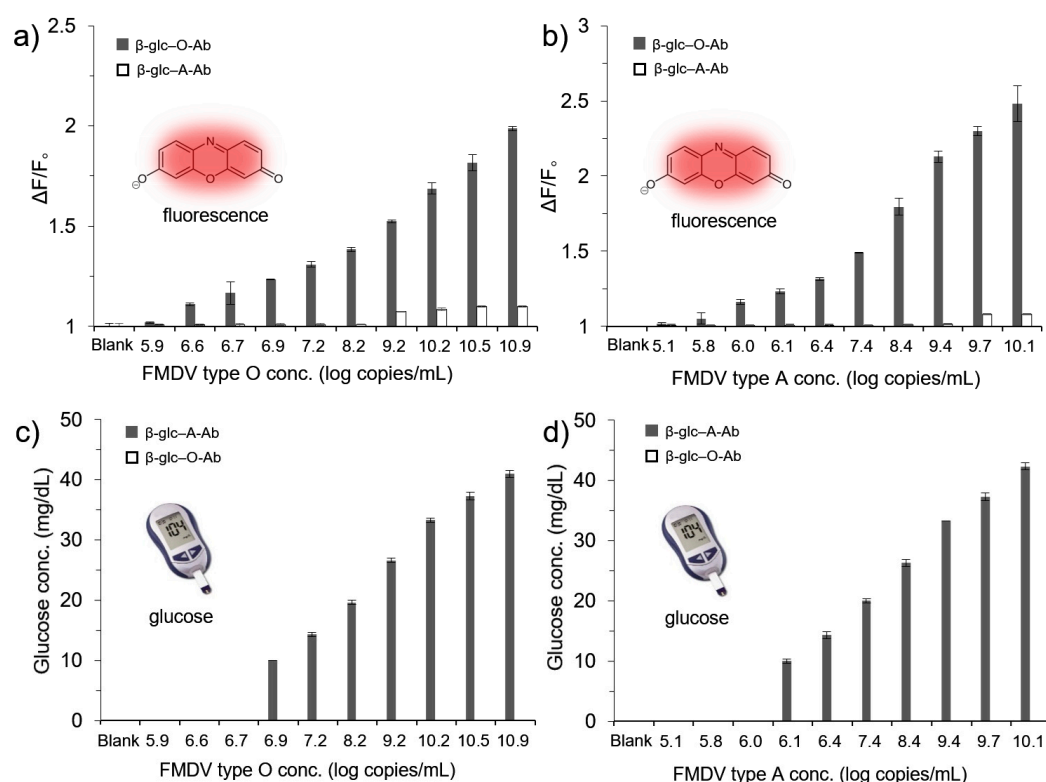 a)
2.5
2
1.5
1
ΔF/F°
β-glc–O-Ab
β-glc–A-Ab
N
O
⊖
O
O
fluorescence
Blank 5.9 6.6 6.7 6.9 7.2 8.2 9.2 10.2 10.5 10.9
FMDV type O conc. (log copies/mL)
b)
3
2.5
2
1.5
1
ΔF/F°
β-glc–O-Ab
β-glc–A-Ab
N
O
⊖
O
O
fluorescence
Blank 5.1 5.8 6.0 6.1 6.4 7.4 8.4 9.4 9.7 10.1
FMDV type A conc. (log copies/mL)
c)
50
40
30
20
10
0
Glucose conc. (mg/dL)
β-glc–A-Ab
β-glc–O-Ab
104
glucose
Blank 5.9 6.6 6.7 6.9 7.2 8.2 9.2 10.2 10.5 10.9
FMDV type O conc. (log copies/mL)
d)
50
40
30
20
10
0
Glucose conc. (mg/dL)
β-glc–A-Ab
β-glc–O-Ab
104
glucose
Blank 5.1 5.8 6.0 6.1 6.4 7.4 8.4 9.4 9.7 10.1
FMDV type A conc. (log copies/mL)